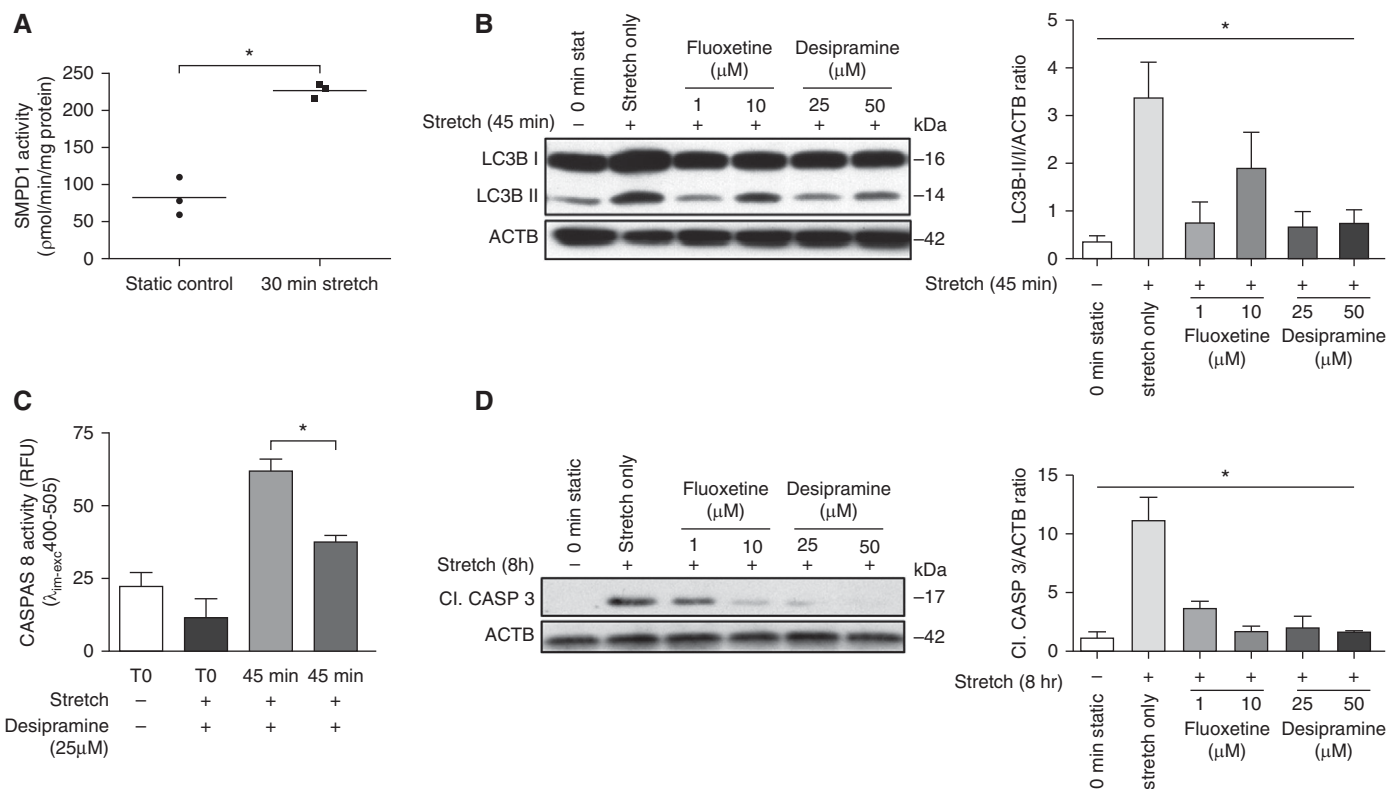 A
*
SMPD1 activity
(ρmol/min/mg protein)
250
200
150
100
50
0
Static control 30 min stretch
B
0 min stat
Stretch only
Fluoxetine Desipramine
(μM) (μM)
1 10 25 50
Stretch (45 min) – + + + + + kDa
LC3B I –16
LC3B II –14
ACTB –42
*
LC3B-II/I/ACTB ratio
5
4
3
2
1
0
Stretch (45 min) – + + + + +
0 min static
stretch only
1 10 25 50
Fluoxetine Desipramine
(μM) (μM)
C
*
CASPAS 8 activity (RFU)
(λim-exc400-505)
75
50
25
0
T0 T0 45 min 45 min
Stretch – + + +
Desipramine – + + +
(25μM)
D
0 min static
Stretch only
Fluoxetine Desipramine
(μM) (μM)
1 10 25 50
Stretch (8h) – + + + + + kDa
Cl. CASP 3 –17
ACTB –42
*
Cl. CASP 3/ACTB ratio
15
10
5
0
Stretch (8 hr) – + + + + +
0 min static
stretch only
1 10 25 50
Fluoxetine Desipramine
(μM) (μM)